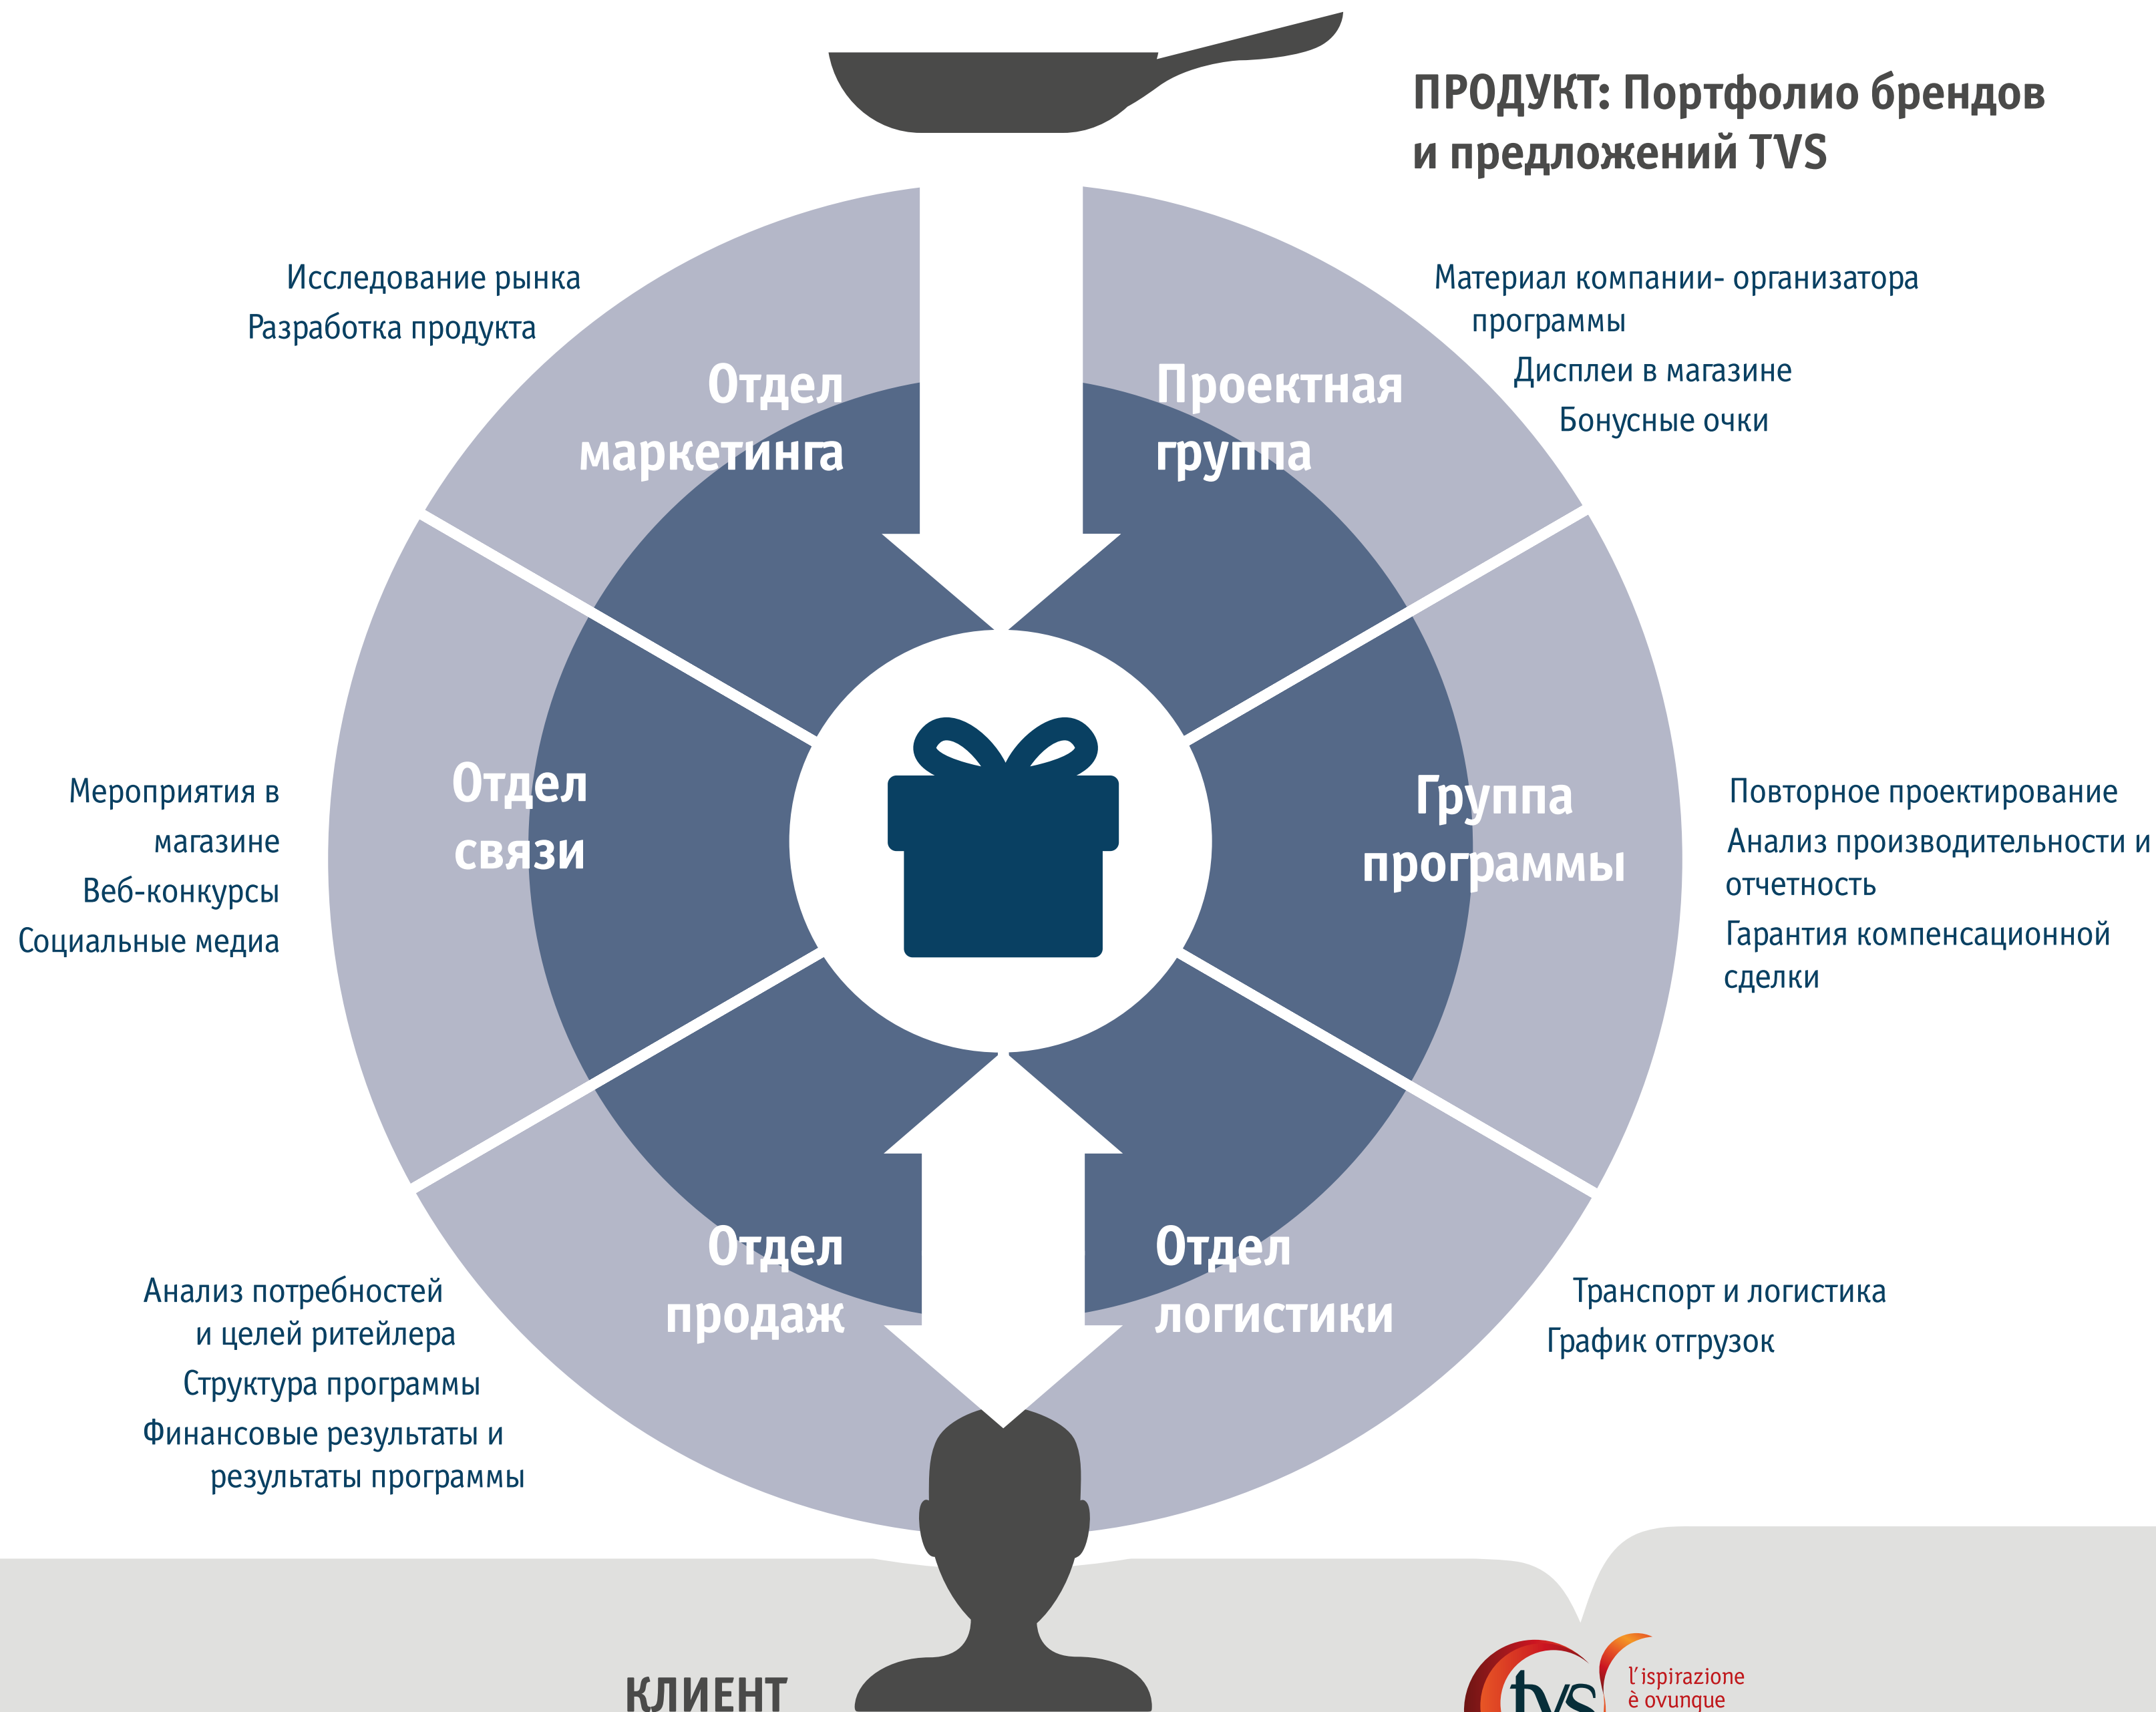 ПРОДУКТ: Портфолио брендов
и предложений TVS
Исследование рынка
Разработка продукта
Отдел
маркетинга
Проектная
группа
Материал компании- организатора
программы
Дисплеи в магазине
Бонусные очки
Мероприятия в
магазине
Веб-конкурсы
Социальные медиа
Отдел
связи
Группа
программы
Повторное проектирование
Анализ производительности и
отчетность
Гарантия компенсационной
сделки
Анализ потребностей
и целей ритейлера
Структура программы
Финансовые результаты и
результаты программы
Отдел
продаж
Отдел
логистики
Транспорт и логистика
График отгрузок
КЛИЕНТ
tvs
l'ispirazione
è ovunque